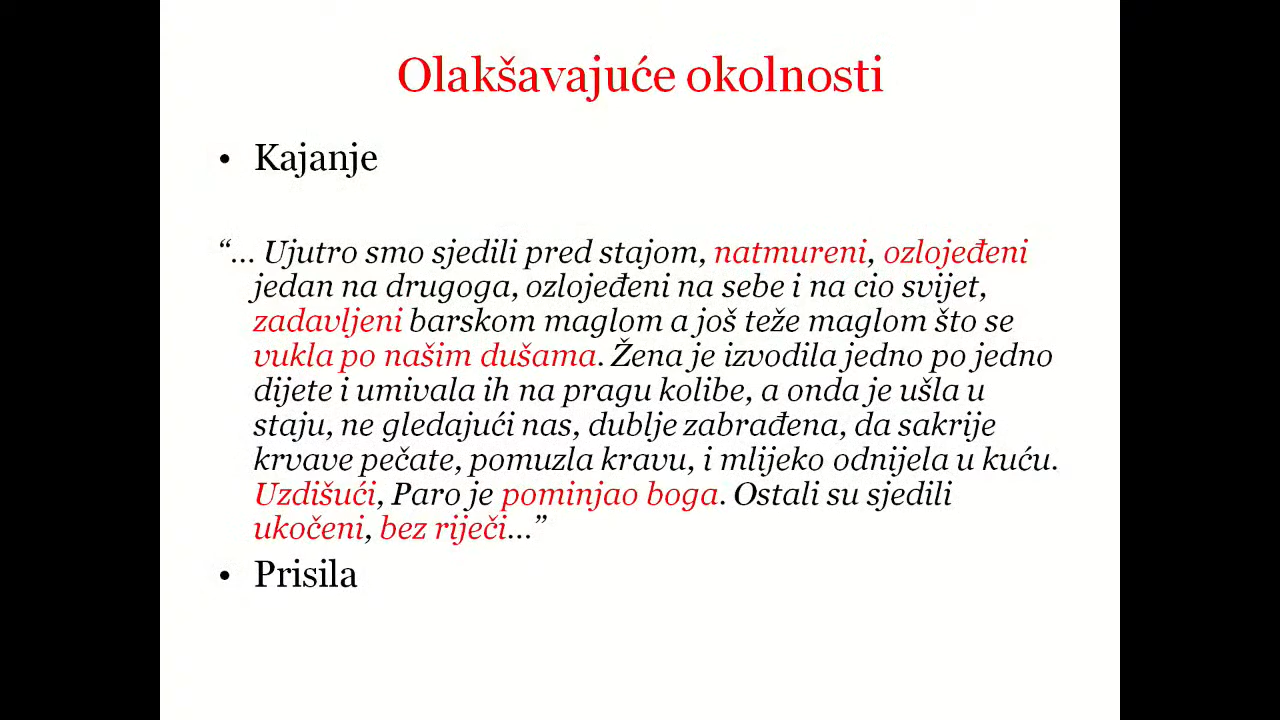 Olakšavajuće okolnosti
• Kajanje
“... Ujutro smo sjedili pred stajom, natmureni, ozlojeđeni
jedan na drugoga, ozlojeđeni na sebe i na cio svijet,
zadavljeni barskom maglom a još teže maglom što se
vukla po našim dušama. Žena je izvodila jedno po jedno
dijete i umivala ih na pragu kolibe, a onda je ušla u
staju, ne gledajući nas, dublje zabrađena, da sakrije
krvave pečate, pomuzla kravu, i mlijeko odnijela u kuću.
Uzdišući, Paro je pominjao boga. Ostali su sjedili
ukočeni, bez riječi...”
• Prisila